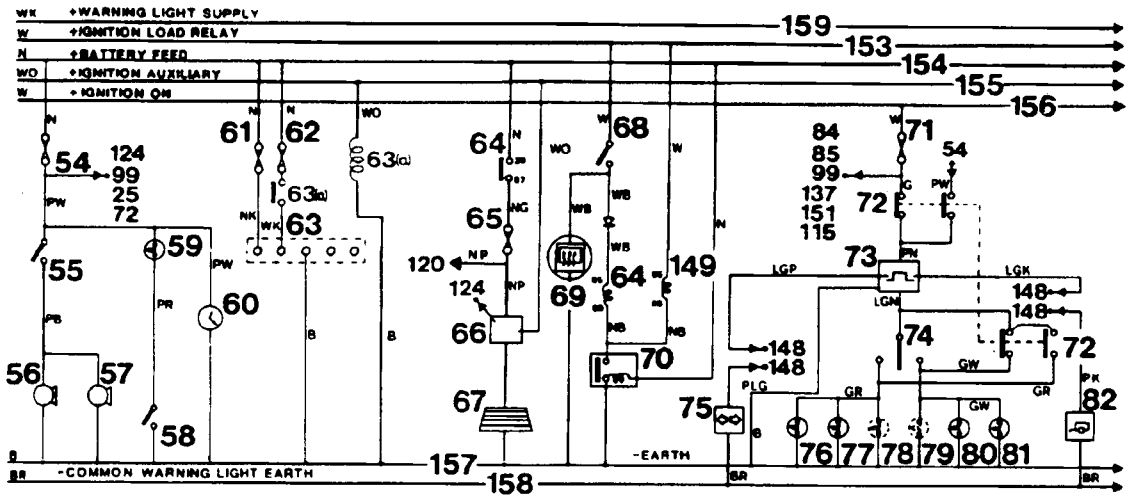 WK +WARNING LIGHT SUPPLY 159
W +IGNITION LOAD RELAY 153
N +BATTERY FEED 154
WO +IGNITION AUXILIARY 155
W +IGNITION ON 156
N N N WO N W W
61 62 64 68 71
54 124 99 25 72
63(a) 63(a)
WO W N
84 85 99 137 151 115
54
G PW
72
PW
NK WK 63
NG
65
WB WB
WB
59
PW
55
120 NP
NP
64 149
PN
73
LGP LGK
148
148
LGN
PR
60
124
66
69
NB NB
B B
PB
70
74
72
148
148
GW
56 57
67
PLG
GR GR
PK
75
GW
82
58
B
76 77 78 79 80 81
B 157 -EARTH
BR -COMMON WARNING LIGHT EARTH 158 BR BR